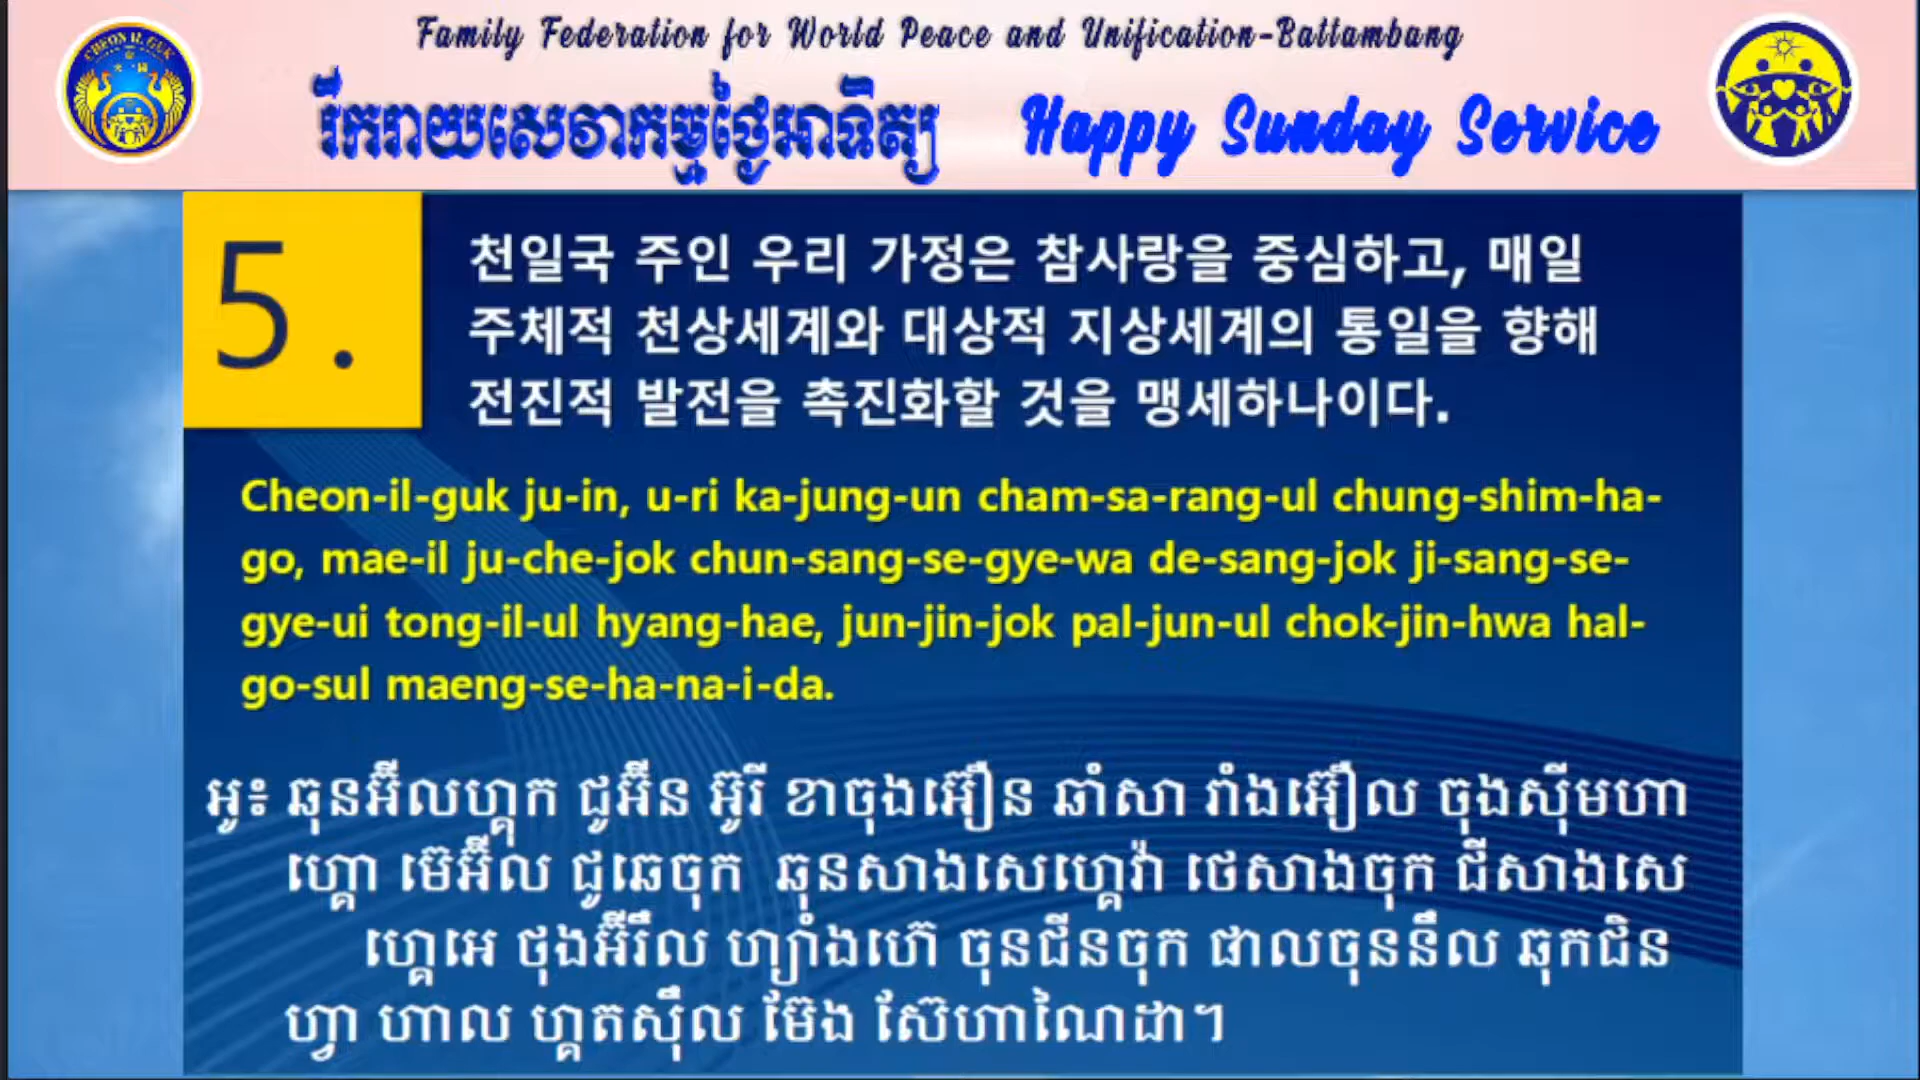 Family Federation for World Peace and Unification-Battambang
រីករាយសេវាកម្មថ្ងៃអាទិត្យ Happy Sunday Service
CHEON IL GUK
5.
천일국 주인 우리 가정은 참사랑을 중심하고, 매일
주체적 천상세계와 대상적 지상세계의 통일을 향해
전진적 발전을 촉진화할 것을 맹세하나이다.
Cheon-il-guk ju-in, u-ri ka-jung-un cham-sa-rang-ul chung-shim-ha-
go, mae-il ju-che-jok chun-sang-se-gye-wa de-sang-jok ji-sang-se-
gye-ui tong-il-ul hyang-hae, jun-jin-jok pal-jun-ul chok-jin-hwa hal-
go-sul maeng-se-ha-na-i-da.
អូ៖ ឆុនអ៊ីលហ្គុក ជូអ៊ីន អ៊ូរី ខាចុងអ៊ឿន ឆាំសា រ៉ាំងអ៊ឿល ចុងស៊ីមហា
ហ្គោ ម៉េអ៊ីល ជូឆេចុក ឆុនសាងសេហ្គេវ៉ា ថេសាងចុក ជីសាងសេ
ហ្គេអេ ថុងអ៊ីរឹល ហ្យ៉ាំងហ៊េ ចុនជីនចុក ផាលចុននឹល ឆុកជិន
ហ្វា ហាល ហ្គតស៊ឹល ម៉ែង ស៊ែហាណៃដា។